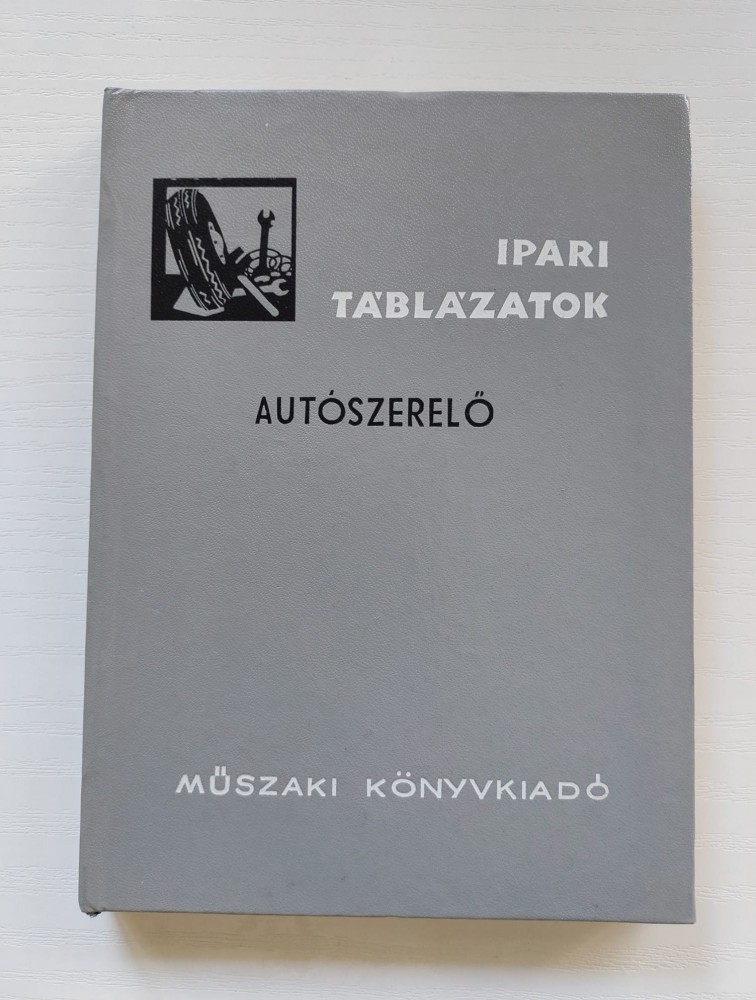 IPARI
TÁBLÁZATOK
AUTÓSZERELŐ
MŰSZAKI KÖNYVKIADÓ